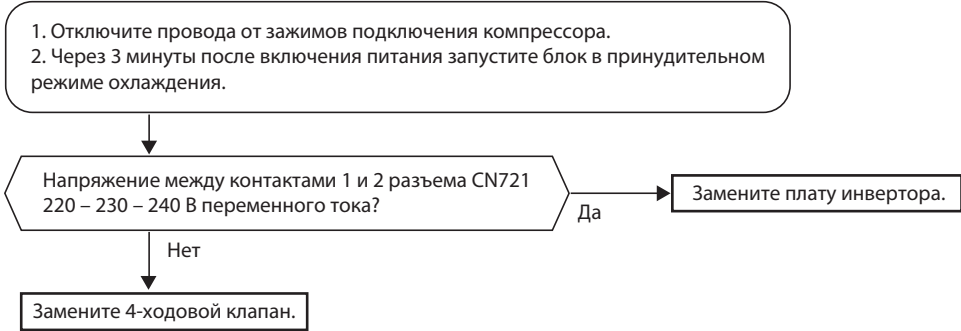 1. Отключите провода от зажимов подключения компрессора.
2. Через 3 минуты после включения питания запустите блок в принудительном
режиме охлаждения.
Напряжение между контактами 1 и 2 разъема CN721
220 – 230 – 240 В переменного тока?
Да
Замените плату инвертора.
Нет
Замените 4-ходовой клапан.